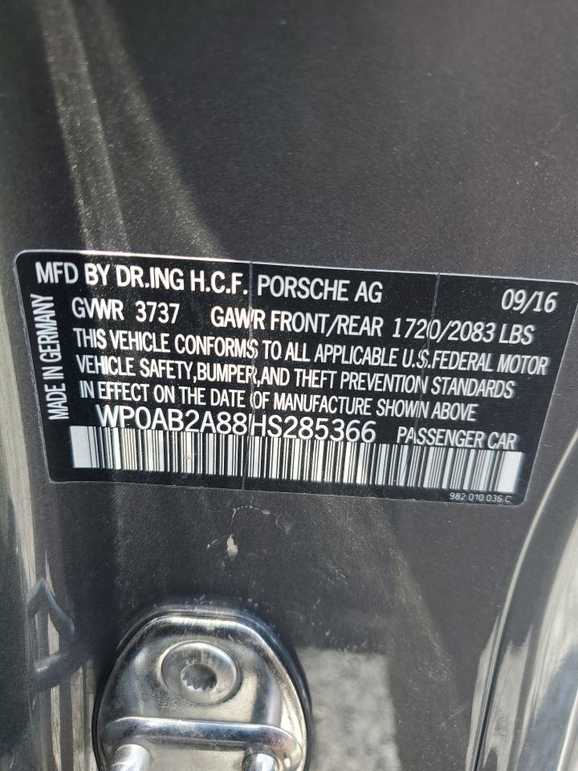 MFD BY DR.ING H.C.F. PORSCHE AG 09/16
GVWR 3737 GAWR FRONT/REAR 1720/2083 LBS
THIS VEHICLE CONFORMS TO ALL APPLICABLE U.S.FEDERAL MOTOR
VEHICLE SAFETY,BUMPER,AND THEFT PREVENTION STANDARDS
IN EFFECT ON THE DATE OF MANUFACTURE SHOWN ABOVE
WP0AB2A88HS285366 PASSENGER CAR
982 010 036 C
MADE IN GERMANY